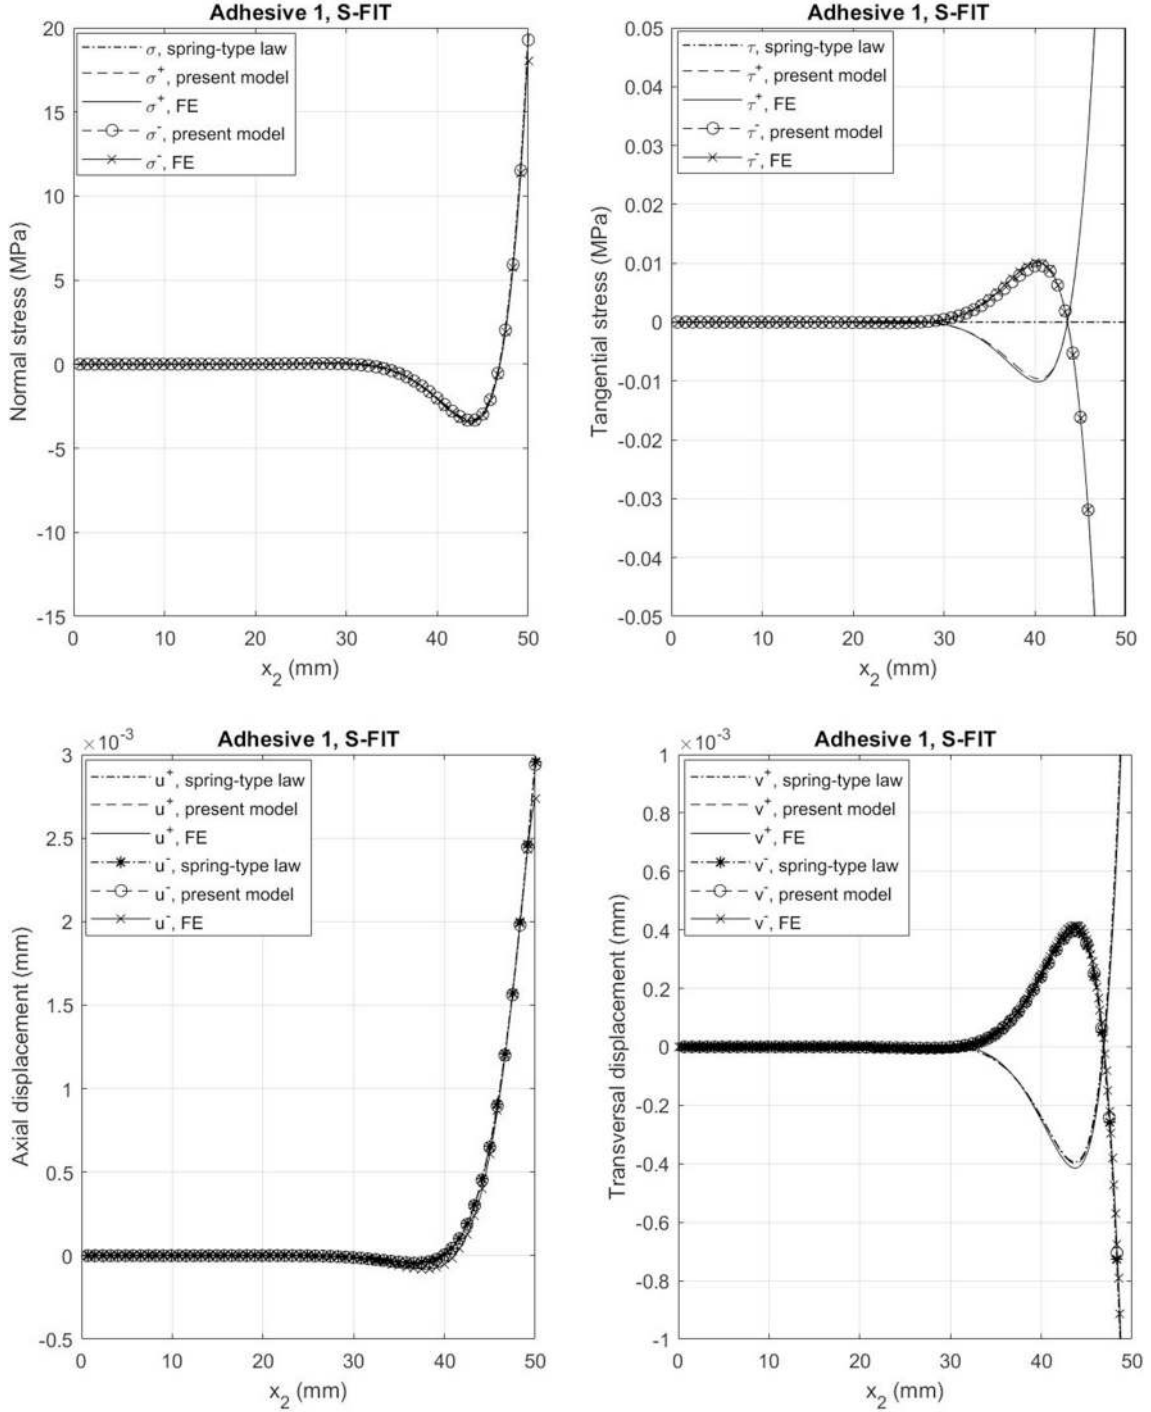 Adhesive 1, S-FIT
20
15
10
5
0
-5
-10
-15
Normal stress (MPa)
σ, spring-type law
σ⁺, present model
σ⁺, FE
σ⁻, present model
σ⁻, FE
0 10 20 30 40 50
x₂ (mm)
Adhesive 1, S-FIT
0.05
0.04
0.03
0.02
0.01
0
-0.01
-0.02
-0.03
-0.04
-0.05
Tangential stress (MPa)
τ, spring-type law
τ⁺, present model
τ⁺, FE
τ⁻, present model
τ⁻, FE
0 10 20 30 40 50
x₂ (mm)
×10⁻³
Adhesive 1, S-FIT
3
2.5
2
1.5
1
0.5
0
-0.5
Axial displacement (mm)
u⁺, spring-type law
u⁺, present model
u⁺, FE
u⁻, spring-type law
u⁻, present model
u⁻, FE
0 10 20 30 40 50
x₂ (mm)
×10⁻³
Adhesive 1, S-FIT
1
0.8
0.6
0.4
0.2
0
-0.2
-0.4
-0.6
-0.8
-1
Transversal displacement (mm)
v⁺, spring-type law
v⁺, present model
v⁺, FE
v⁻, spring-type law
v⁻, present model
v⁻, FE
0 10 20 30 40 50
x₂ (mm)